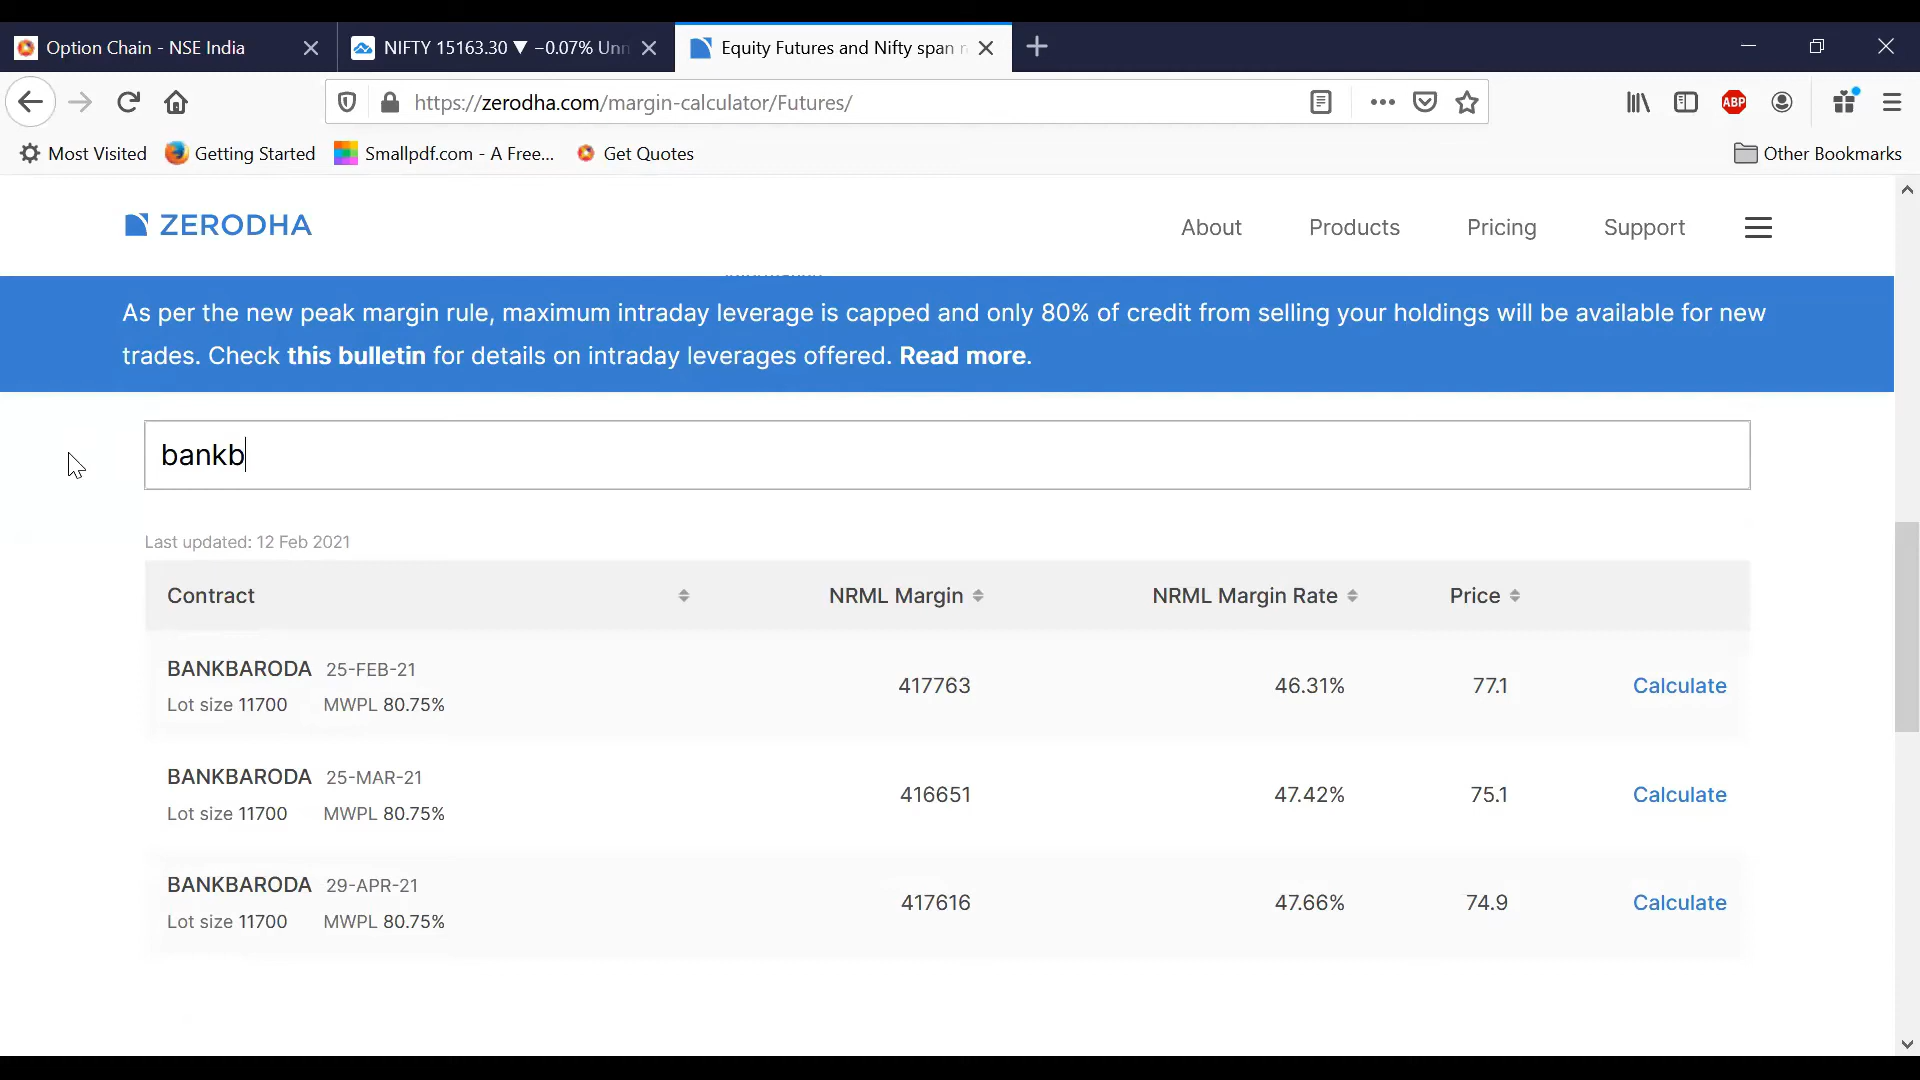 Option Chain - NSE India
NIFTY 15163.30 ▼ −0.07% Unn
Equity Futures and Nifty span r
https://zerodha.com/margin-calculator/Futures/
ABP
Most Visited
Getting Started
Smallpdf.com - A Free...
Get Quotes
Other Bookmarks
ZERODHA
About
Products
Pricing
Support
As per the new peak margin rule, maximum intraday leverage is capped and only 80% of credit from selling your holdings will be available for new
trades. Check this bulletin for details on intraday leverages offered. Read more.
bankb
Last updated: 12 Feb 2021
Contract NRML Margin NRML Margin Rate Price
BANKBARODA 25-FEB-21
Lot size 11700 MWPL 80.75%
417763 46.31% 77.1 Calculate
BANKBARODA 25-MAR-21
Lot size 11700 MWPL 80.75%
416651 47.42% 75.1 Calculate
BANKBARODA 29-APR-21
Lot size 11700 MWPL 80.75%
417616 47.66% 74.9 Calculate